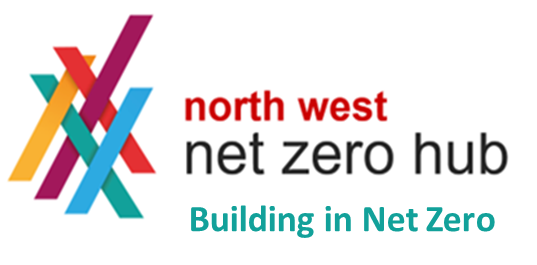 north west
net zero hub
Building in Net Zero